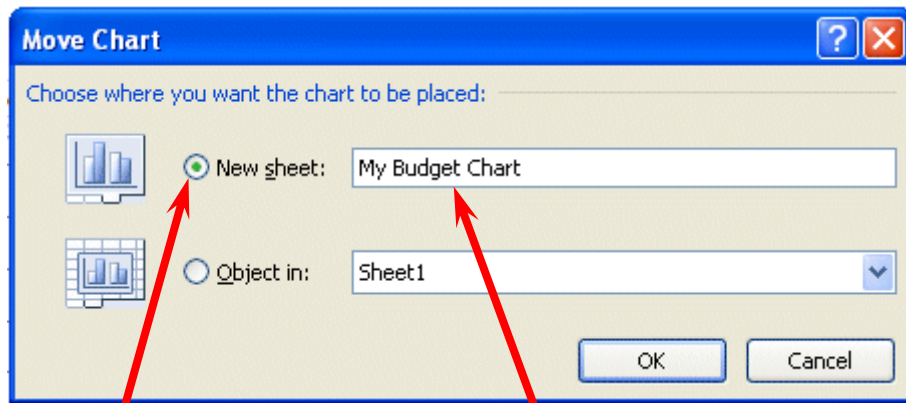 Move Chart
Choose where you want the chart to be placed:
New sheet: My Budget Chart
Object in: Sheet1
OK Cancel